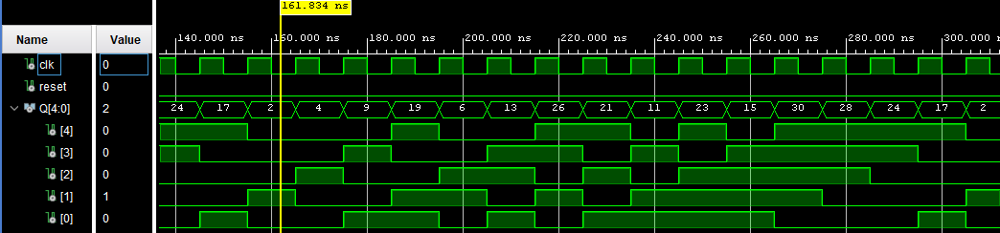 161.834 ns
Name Value 140.000 ns 160.000 ns 180.000 ns 200.000 ns 220.000 ns 240.000 ns 260.000 ns 280.000 ns 300.000 ns
clk 0
reset 0
Q[4:0] 2 24 17 2 4 9 19 6 13 26 21 11 23 15 30 28 24 17 2
[4] 0
[3] 0
[2] 0
[1] 1
[0] 0